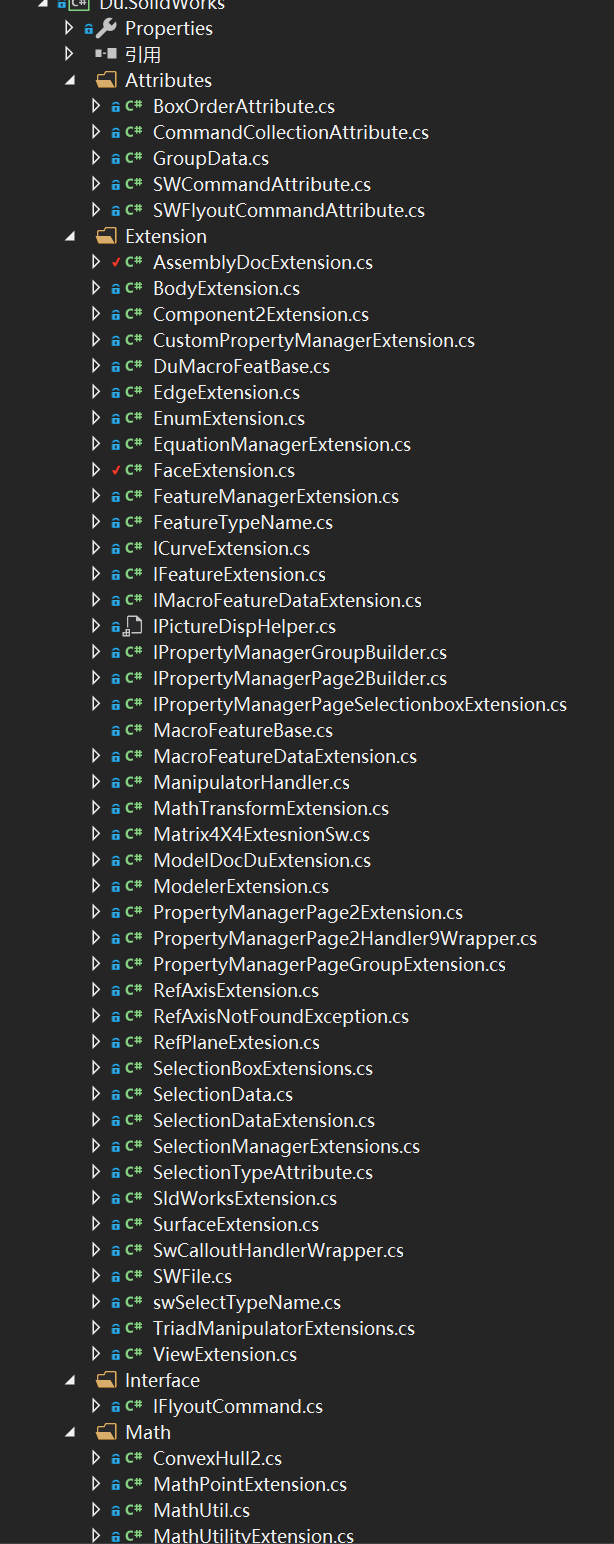 Du.SolidWorks
Properties
引用
Attributes
C# BoxOrderAttribute.cs
C# CommandCollectionAttribute.cs
C# GroupData.cs
C# SWCommandAttribute.cs
C# SWFlyoutCommandAttribute.cs
Extension
C# AssemblyDocExtension.cs
C# BodyExtension.cs
C# Component2Extension.cs
C# CustomPropertyManagerExtension.cs
C# DuMacroFeatBase.cs
C# EdgeExtension.cs
C# EnumExtension.cs
C# EquationManagerExtension.cs
C# FaceExtension.cs
C# FeatureManagerExtension.cs
C# FeatureTypeName.cs
C# ICurveExtension.cs
C# IFeatureExtension.cs
C# IMacroFeatureDataExtension.cs
IPictureDispHelper.cs
C# IPropertyManagerGroupBuilder.cs
C# IPropertyManagerPage2Builder.cs
C# IPropertyManagerPageSelectionboxExtension.cs
C# MacroFeatureBase.cs
C# MacroFeatureDataExtension.cs
C# ManipulatorHandler.cs
C# MathTransformExtension.cs
C# Matrix4X4ExtesnionSw.cs
C# ModelDocDuExtension.cs
C# ModelerExtension.cs
C# PropertyManagerPage2Extension.cs
C# PropertyManagerPage2Handler9Wrapper.cs
C# PropertyManagerPageGroupExtension.cs
C# RefAxisExtension.cs
C# RefAxisNotFoundException.cs
C# RefPlaneExtesion.cs
C# SelectionBoxExtensions.cs
C# SelectionData.cs
C# SelectionDataExtension.cs
C# SelectionManagerExtensions.cs
C# SelectionTypeAttribute.cs
C# SldWorksExtension.cs
C# SurfaceExtension.cs
C# SwCalloutHandlerWrapper.cs
C# SWFile.cs
C# swSelectTypeName.cs
C# TriadManipulatorExtensions.cs
C# ViewExtension.cs
Interface
C# IFlyoutCommand.cs
Math
C# ConvexHull2.cs
C# MathPointExtension.cs
C# MathUtil.cs
C# MathUtilityExtension.cs